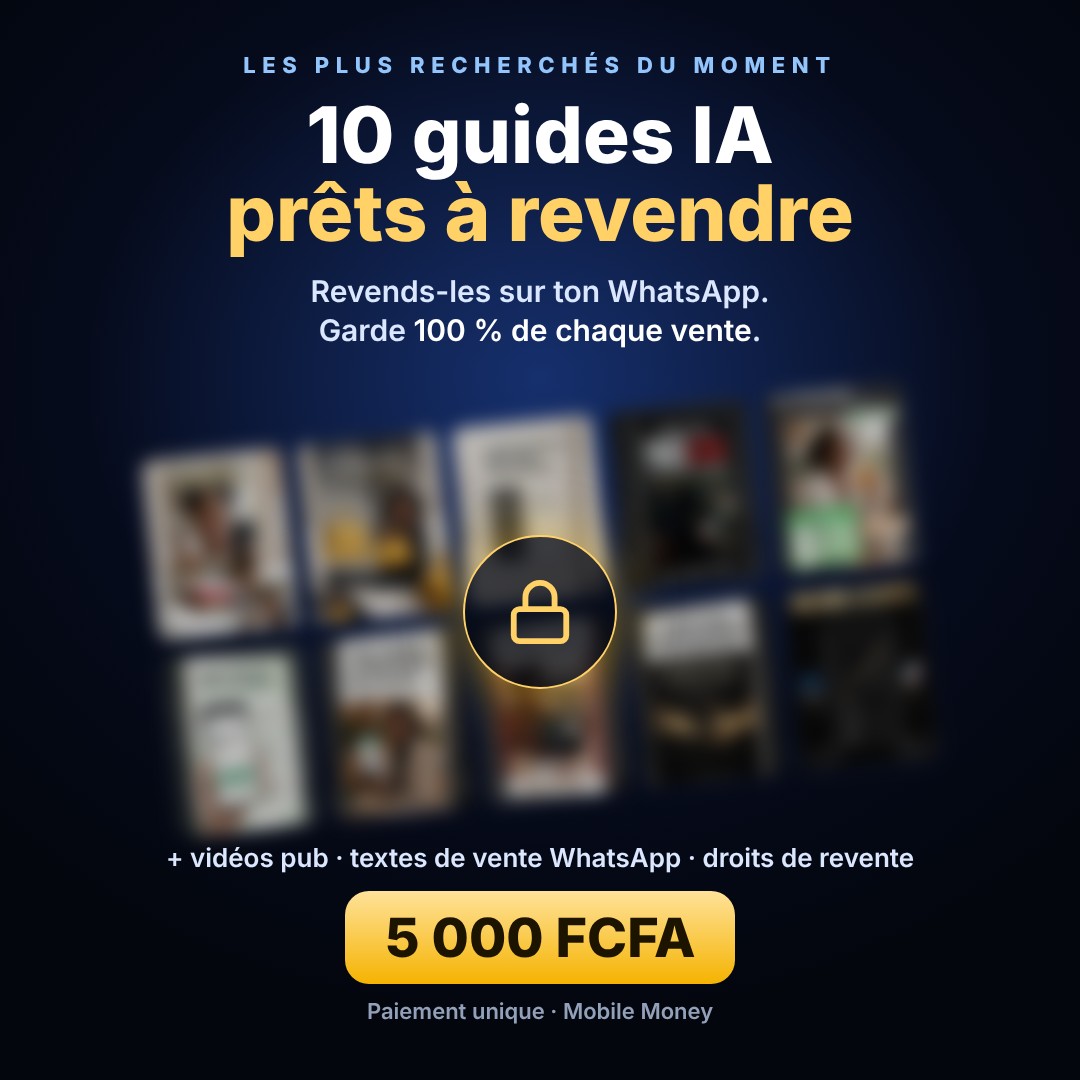 LES PLUS RECHERCHÉS DU MOMENT
10 guides IA
prêts à revendre
Revends-les sur ton WhatsApp.
Garde 100 % de chaque vente.
+ vidéos pub · textes de vente WhatsApp · droits de revente
5 000 FCFA
Paiement unique · Mobile Money